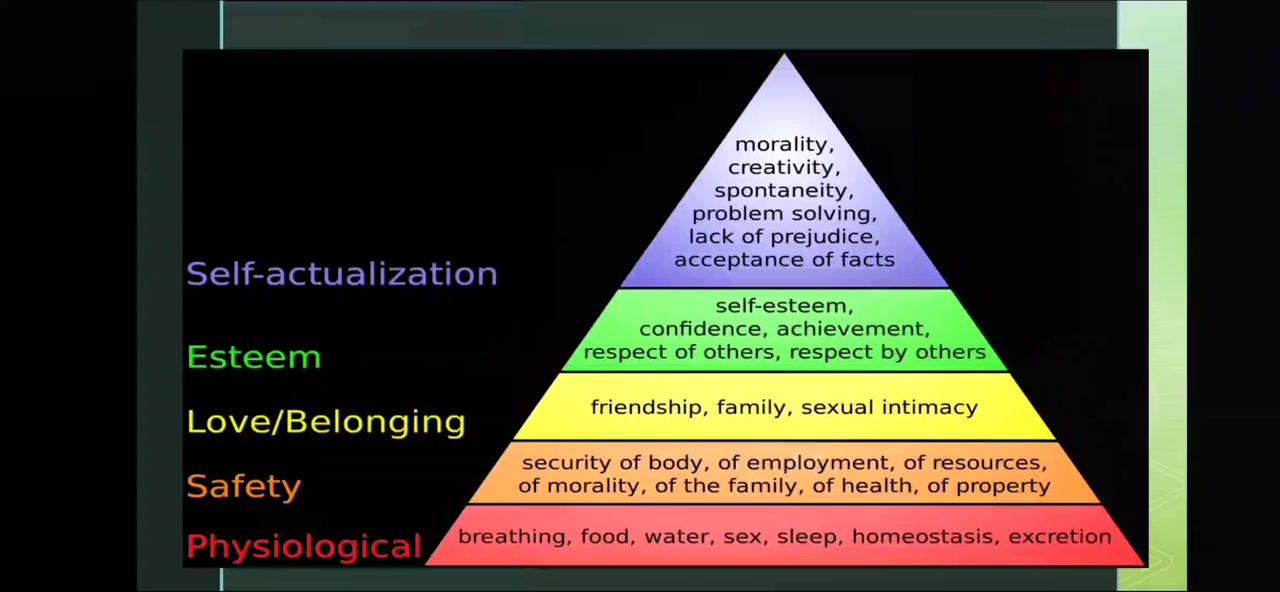 morality,
creativity,
spontaneity,
problem solving,
lack of prejudice,
acceptance of facts
Self-actualization
self-esteem,
confidence, achievement,
respect of others, respect by others
Esteem
friendship, family, sexual intimacy
Love/Belonging
security of body, of employment, of resources,
of morality, of the family, of health, of property
Safety
breathing, food, water, sex, sleep, homeostasis, excretion
Physiological